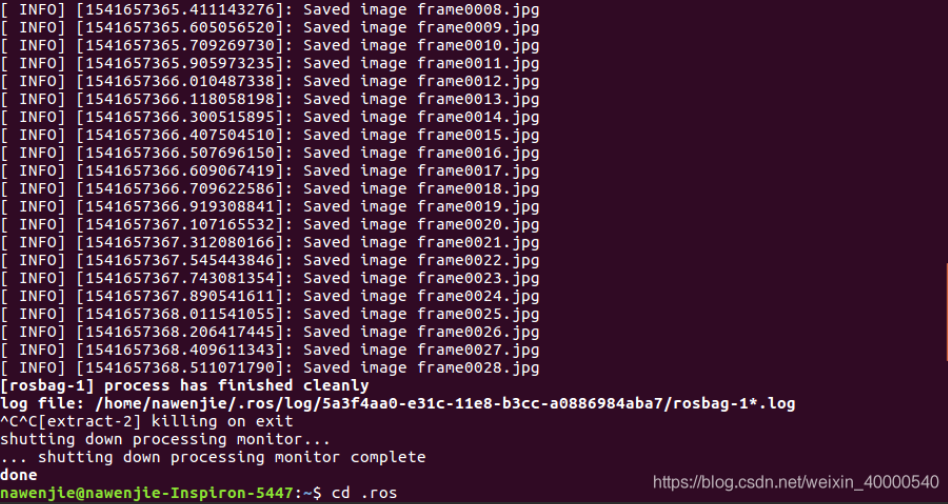 [ INFO] [1541657365.411143276]: Saved image frame0008.jpg
[ INFO] [1541657365.605056520]: Saved image frame0009.jpg
[ INFO] [1541657365.709269730]: Saved image frame0010.jpg
[ INFO] [1541657365.905973235]: Saved image frame0011.jpg
[ INFO] [1541657366.010487338]: Saved image frame0012.jpg
[ INFO] [1541657366.118058198]: Saved image frame0013.jpg
[ INFO] [1541657366.300515895]: Saved image frame0014.jpg
[ INFO] [1541657366.407504510]: Saved image frame0015.jpg
[ INFO] [1541657366.507696150]: Saved image frame0016.jpg
[ INFO] [1541657366.609067419]: Saved image frame0017.jpg
[ INFO] [1541657366.709622586]: Saved image frame0018.jpg
[ INFO] [1541657366.919308841]: Saved image frame0019.jpg
[ INFO] [1541657367.107165532]: Saved image frame0020.jpg
[ INFO] [1541657367.312080166]: Saved image frame0021.jpg
[ INFO] [1541657367.545443846]: Saved image frame0022.jpg
[ INFO] [1541657367.743081354]: Saved image frame0023.jpg
[ INFO] [1541657367.890541611]: Saved image frame0024.jpg
[ INFO] [1541657368.011541055]: Saved image frame0025.jpg
[ INFO] [1541657368.206417445]: Saved image frame0026.jpg
[ INFO] [1541657368.409611343]: Saved image frame0027.jpg
[ INFO] [1541657368.511071790]: Saved image frame0028.jpg
[rosbag-1] process has finished cleanly
log file: /home/nawenjie/.ros/log/5a3f4aa0-e31c-11e8-b3cc-a0886984aba7/rosbag-1*.log
^C^C[extract-2] killing on exit
shutting down processing monitor...
... shutting down processing monitor complete
done
nawenjie@nawenjie-Inspiron-5447:~$ cd .ros
https://blog.csdn.net/weixin_40000540